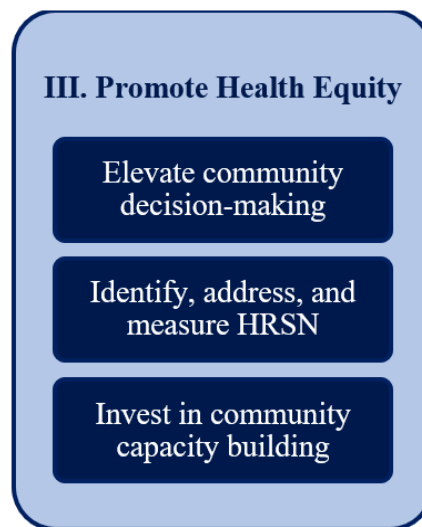 III. Promote Health Equity
Elevate community
decision-making
Identify, address, and
measure HRSN
Invest in community
capacity building